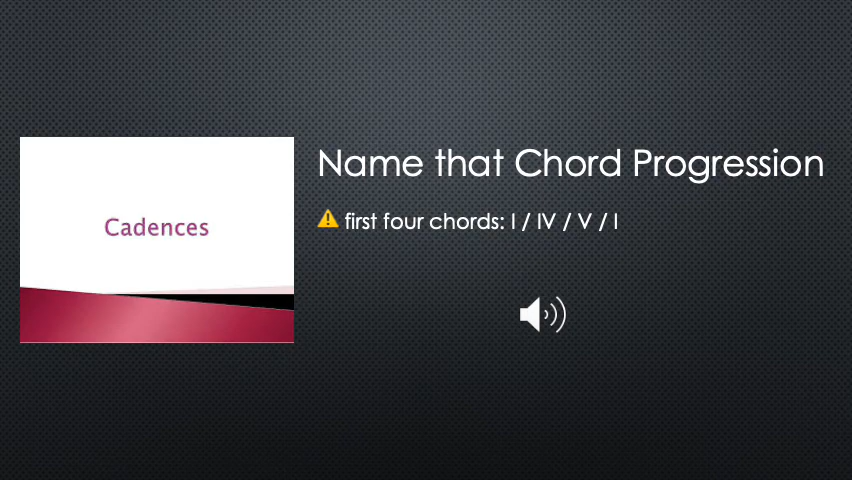 Name that Chord Progression
first four chords: I / IV / V / I
Cadences